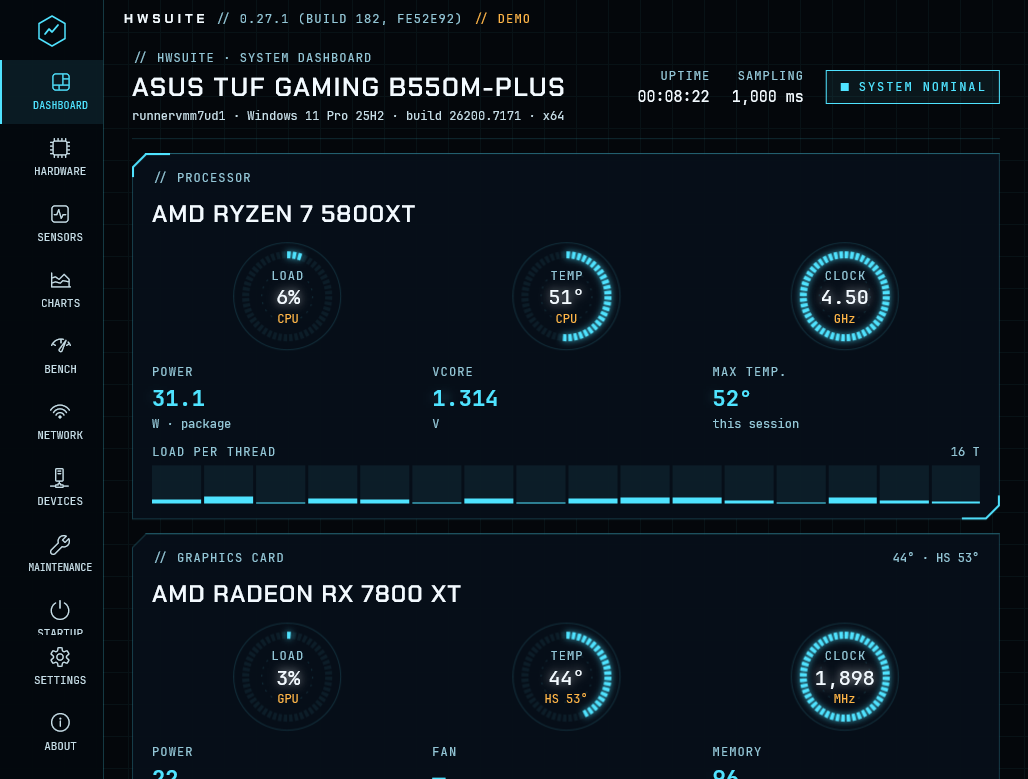 HWSUITE // 0.27.1 (BUILD 182, FE52E92) // DEMO
// HWSUITE · SYSTEM DASHBOARD
ASUS TUF GAMING B550M-PLUS
runnervmm7ud1 · Windows 11 Pro 25H2 · build 26200.7171 · x64
UPTIME
00:08:22
SAMPLING
1,000 ms
SYSTEM NOMINAL
DASHBOARD
HARDWARE
SENSORS
CHARTS
BENCH
NETWORK
DEVICES
MAINTENANCE
STARTUP
SETTINGS
ABOUT
// PROCESSOR
AMD RYZEN 7 5800XT
LOAD
6%
CPU
TEMP
51°
CPU
CLOCK
4.50
GHz
POWER
31.1
W · package
VCORE
1.314
V
MAX TEMP.
52°
this session
LOAD PER THREAD
16 T
// GRAPHICS CARD
44° · HS 53°
AMD RADEON RX 7800 XT
LOAD
3%
GPU
TEMP
44°
HS 53°
CLOCK
1,898
MHz
POWER
22
FAN
—
MEMORY
96